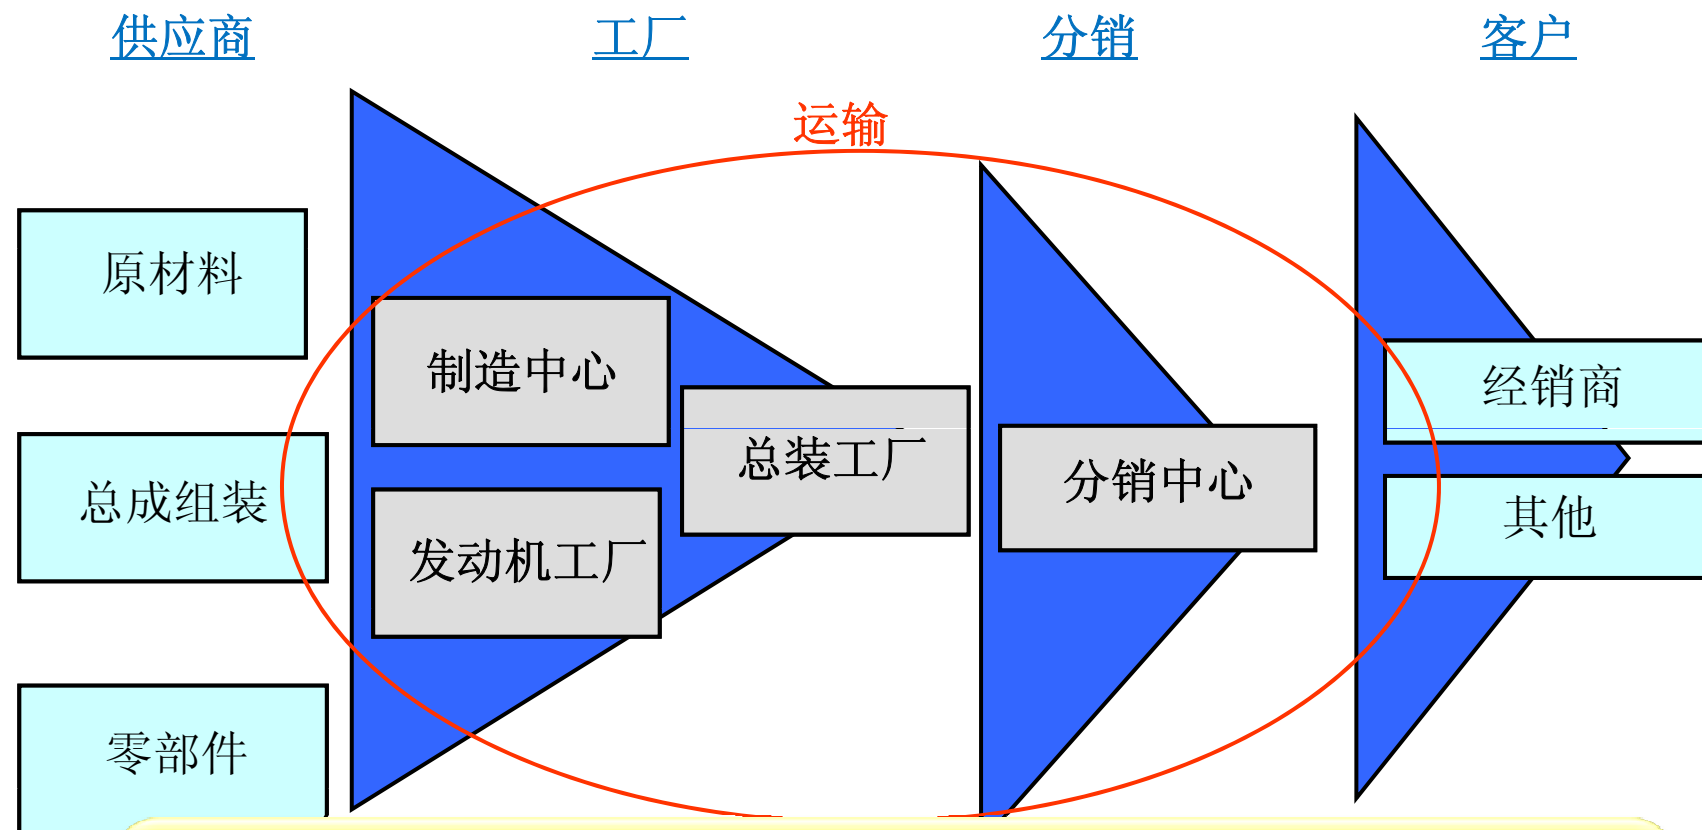 供应商
工厂
分销
客户
运输
原材料
制造中心
经销商
总装工厂
分销中心
总成组装
其他
发动机工厂
零部件